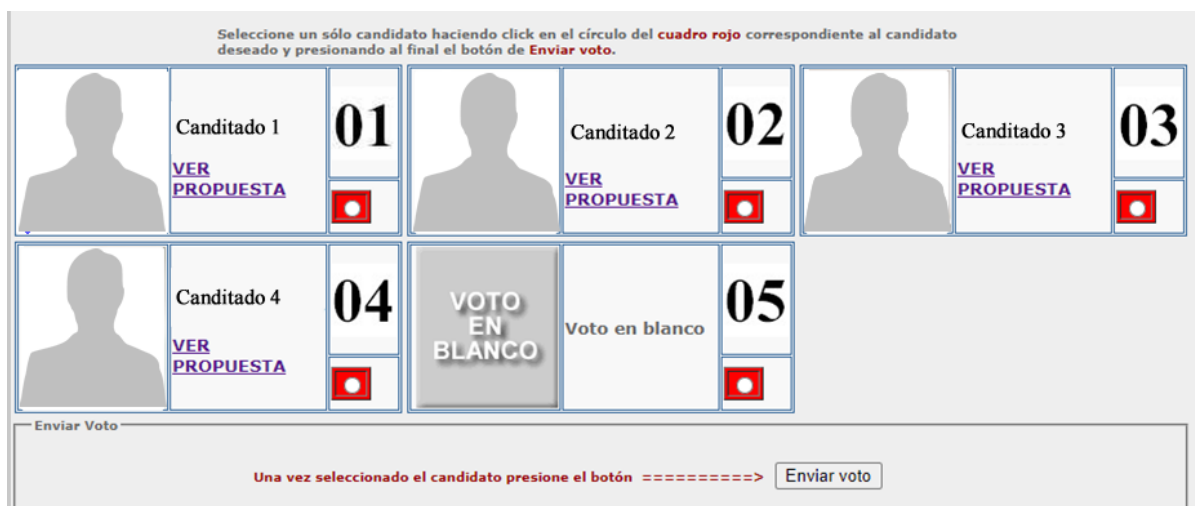 Seleccione un sólo candidato haciendo click en el círculo del cuadro rojo correspondiente al candidato
deseado y presionando al final el botón de Enviar voto.
Canditado 1
VER
PROPUESTA
01
Canditado 2
VER
PROPUESTA
02
Canditado 3
VER
PROPUESTA
03
Canditado 4
VER
PROPUESTA
04
VOTO
EN
BLANCO
Voto en blanco
05
Enviar Voto
Una vez seleccionado el candidato presione el botón ==========> Enviar voto